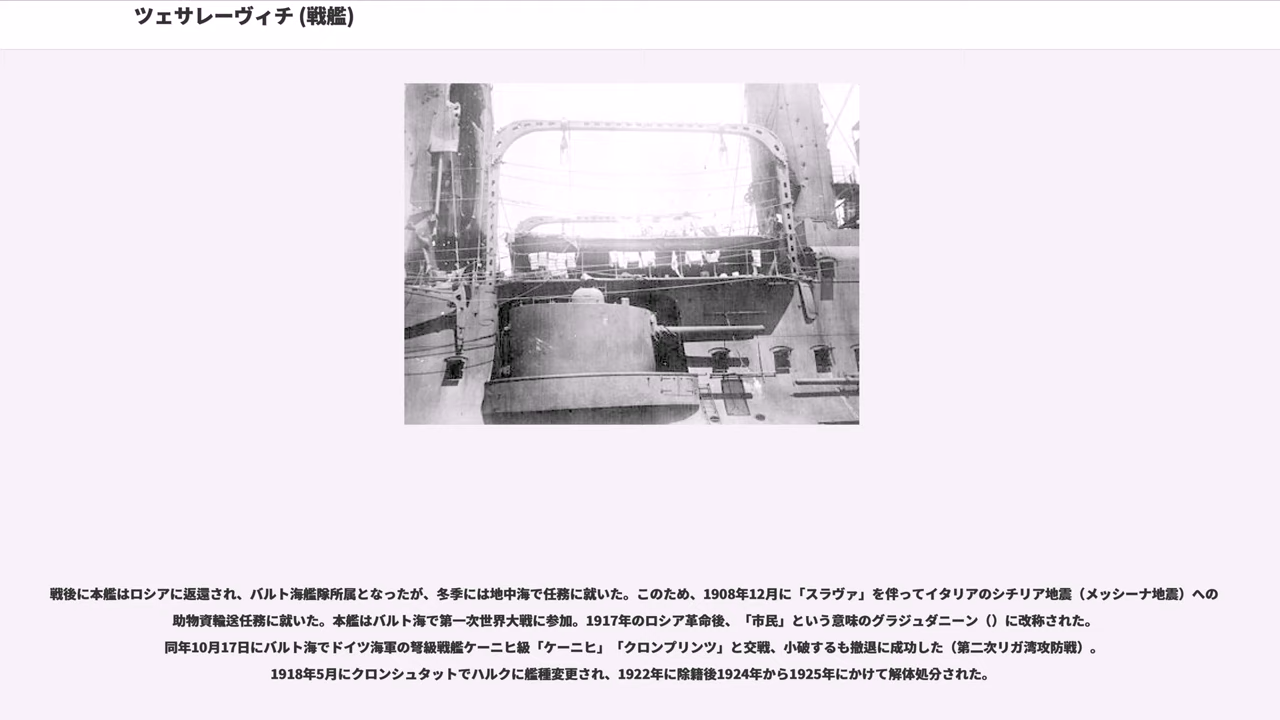 ツェサレーヴィチ (戦艦)
戦後に本艦はロシアに返還され、バルト海艦隊所属となったが、冬季には地中海で任務に就いた。このため、1908年12月に「スラヴァ」を伴ってイタリアのシチリア地震（メッシーナ地震）への
助物資輸送任務に就いた。本艦はバルト海で第一次世界大戦に参加。1917年のロシア革命後、「市民」という意味のグラジュダニーン（）に改称された。
同年10月17日にバルト海でドイツ海軍の弩級戦艦ケーニヒ級「ケーニヒ」「クロンプリンツ」と交戦、小破するも撤退に成功した（第二次リガ湾攻防戦）。
1918年5月にクロンシュタットでハルクに艦種変更され、1922年に除籍後1924年から1925年にかけて解体処分された。